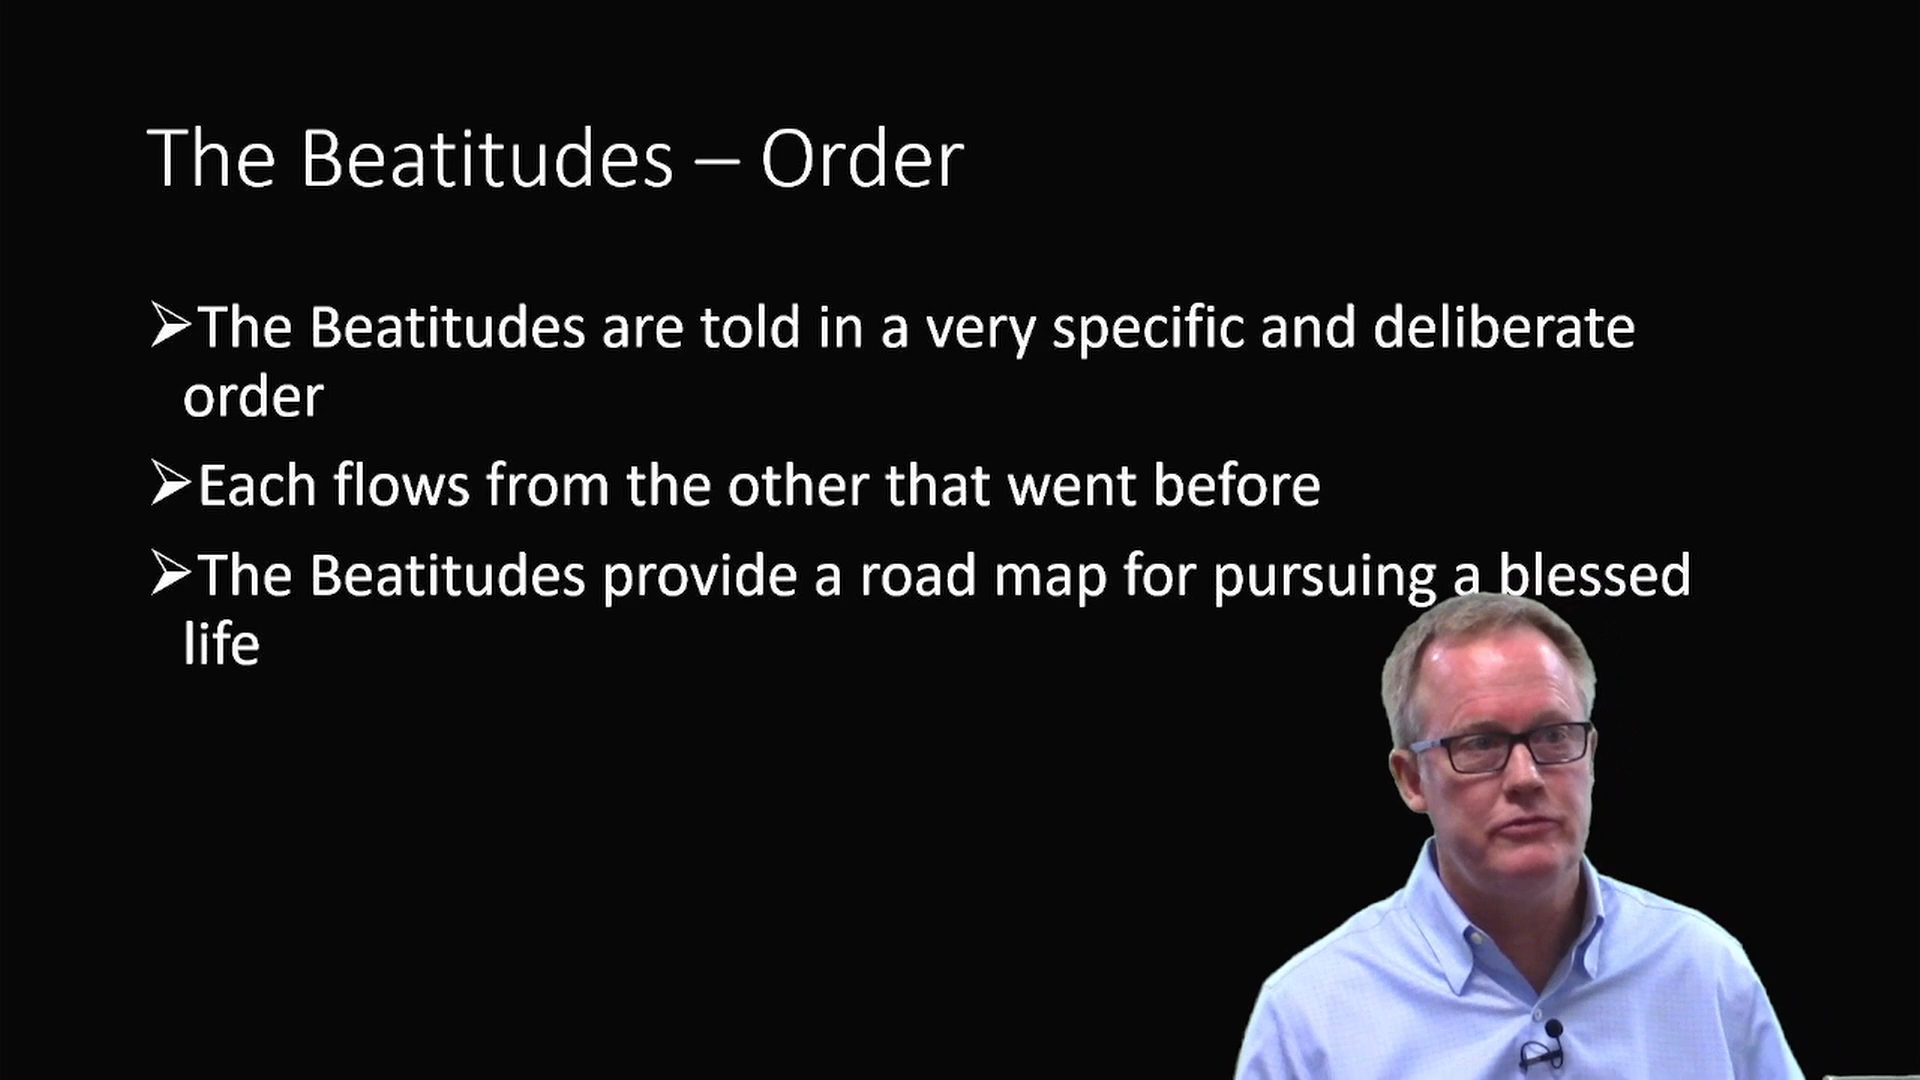 The Beatitudes – Order
➢The Beatitudes are told in a very specific and deliberate
order
➢Each flows from the other that went before
➢The Beatitudes provide a road map for pursuing a blessed
life